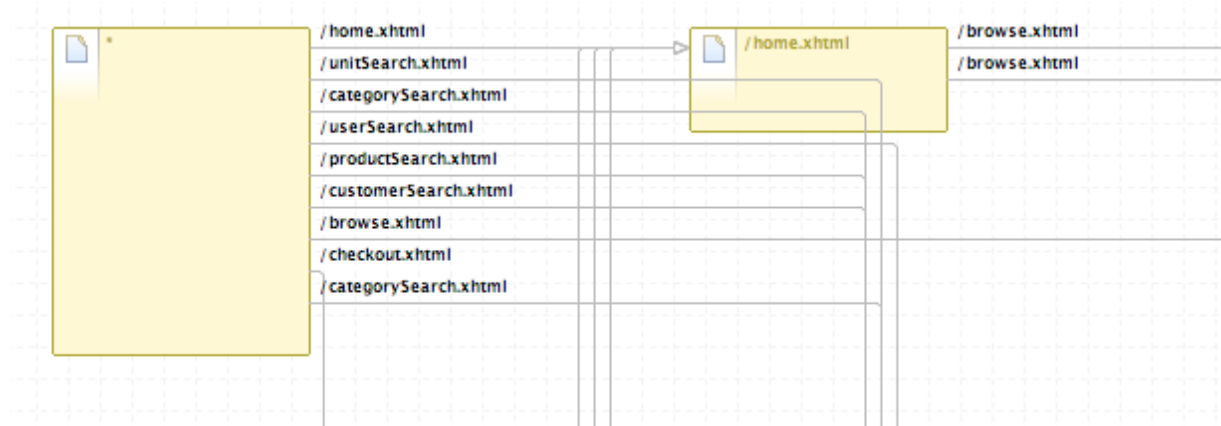 *
/home.xhtml
/unitSearch.xhtml
/categorySearch.xhtml
/userSearch.xhtml
/productSearch.xhtml
/customerSearch.xhtml
/browse.xhtml
/checkout.xhtml
/categorySearch.xhtml
/home.xhtml
/browse.xhtml
/browse.xhtml